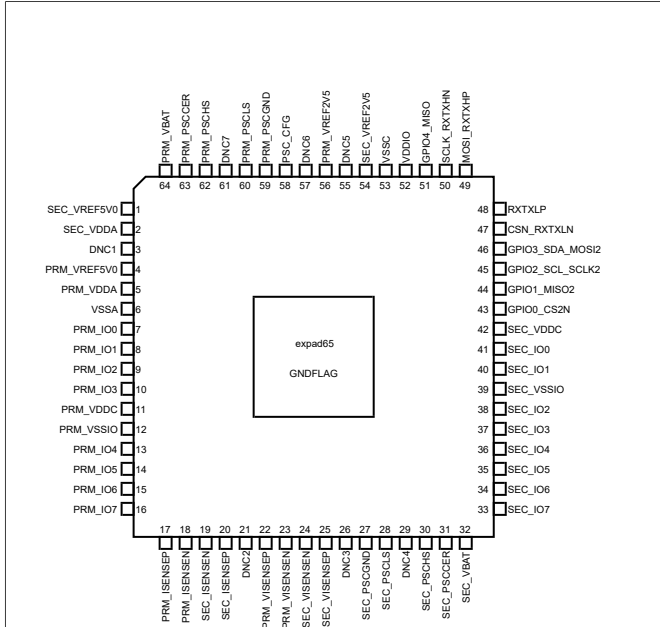 PRM_VBAT
PRM_PSCCER
PRM_PSCHS
DNC7
PRM_PSCLS
PRM_PSCGND
PSC_CFG
DNC6
PRM_VREF2V5
DNC5
SEC_VREF2V5
VSSC
VDDIO
GPIO4_MISO
SCLK_RXTXHN
MOSI_RXTXHP
64 63 62 61 60 59 58 57 56 55 54 53 52 51 50 49
SEC_VREF5V0 1
SEC_VDDA 2
DNC1 3
PRM_VREF5V0 4
PRM_VDDA 5
VSSA 6
PRM_IO0 7
PRM_IO1 8
PRM_IO2 9
PRM_IO3 10
PRM_VDDC 11
PRM_VSSIO 12
PRM_IO4 13
PRM_IO5 14
PRM_IO6 15
PRM_IO7 16
expad65
GNDFLAG
48 RXTXLP
47 CSN_RXTXLN
46 GPIO3_SDA_MOSI2
45 GPIO2_SCL_SCLK2
44 GPIO1_MISO2
43 GPIO0_CS2N
42 SEC_VDDC
41 SEC_IO0
40 SEC_IO1
39 SEC_VSSIO
38 SEC_IO2
37 SEC_IO3
36 SEC_IO4
35 SEC_IO5
34 SEC_IO6
33 SEC_IO7
17 18 19 20 21 22 23 24 25 26 27 28 29 30 31 32
PRM_ISENSEP
PRM_ISENSEN
SEC_ISENSEN
SEC_ISENSEP
DNC2
PRM_VISENSEP
PRM_VISENSEN
SEC_VISENSEN
SEC_VISENSEP
DNC3
SEC_PSCGND
SEC_PSCLS
DNC4
SEC_PSCHS
SEC_PSCCER
SEC_VBAT